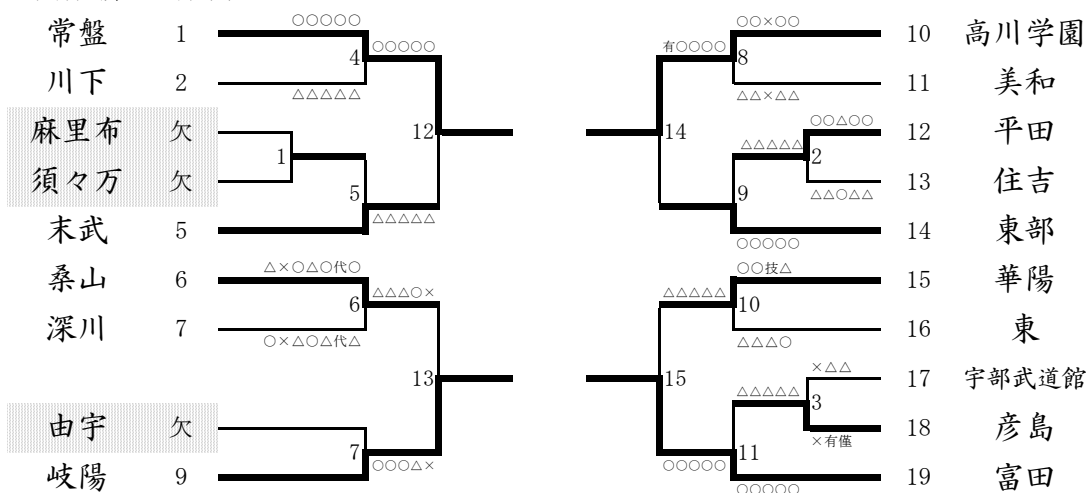 ○○○○○ ○○×○○
常盤 1 ○○○○○ 有○○○○ 10 高川学園
4 8
川下 2 △△△△△ △△×△△ 11 美和
麻里布 欠 12 14 ○○△○○ 12 平田
1 △△△△△ 2
須々万 欠 5 9 △△○△△ 13 住吉
△△△△△
末武 5 ○○○○○ 14 東部
△×○△○代○ ○○技△
桑山 6 △△△○× △△△△△ 15 華陽
6 10
深川 7 ○×△○△代△ △△△○ 16 東
13 15 ×△△ 17 宇部武道館
△△△△△ 3
由宇 欠 ×有僅 18 彦島
7 ○○○△× ○○○○○ 11
岐阳 9 ○○○○○ 19 富田